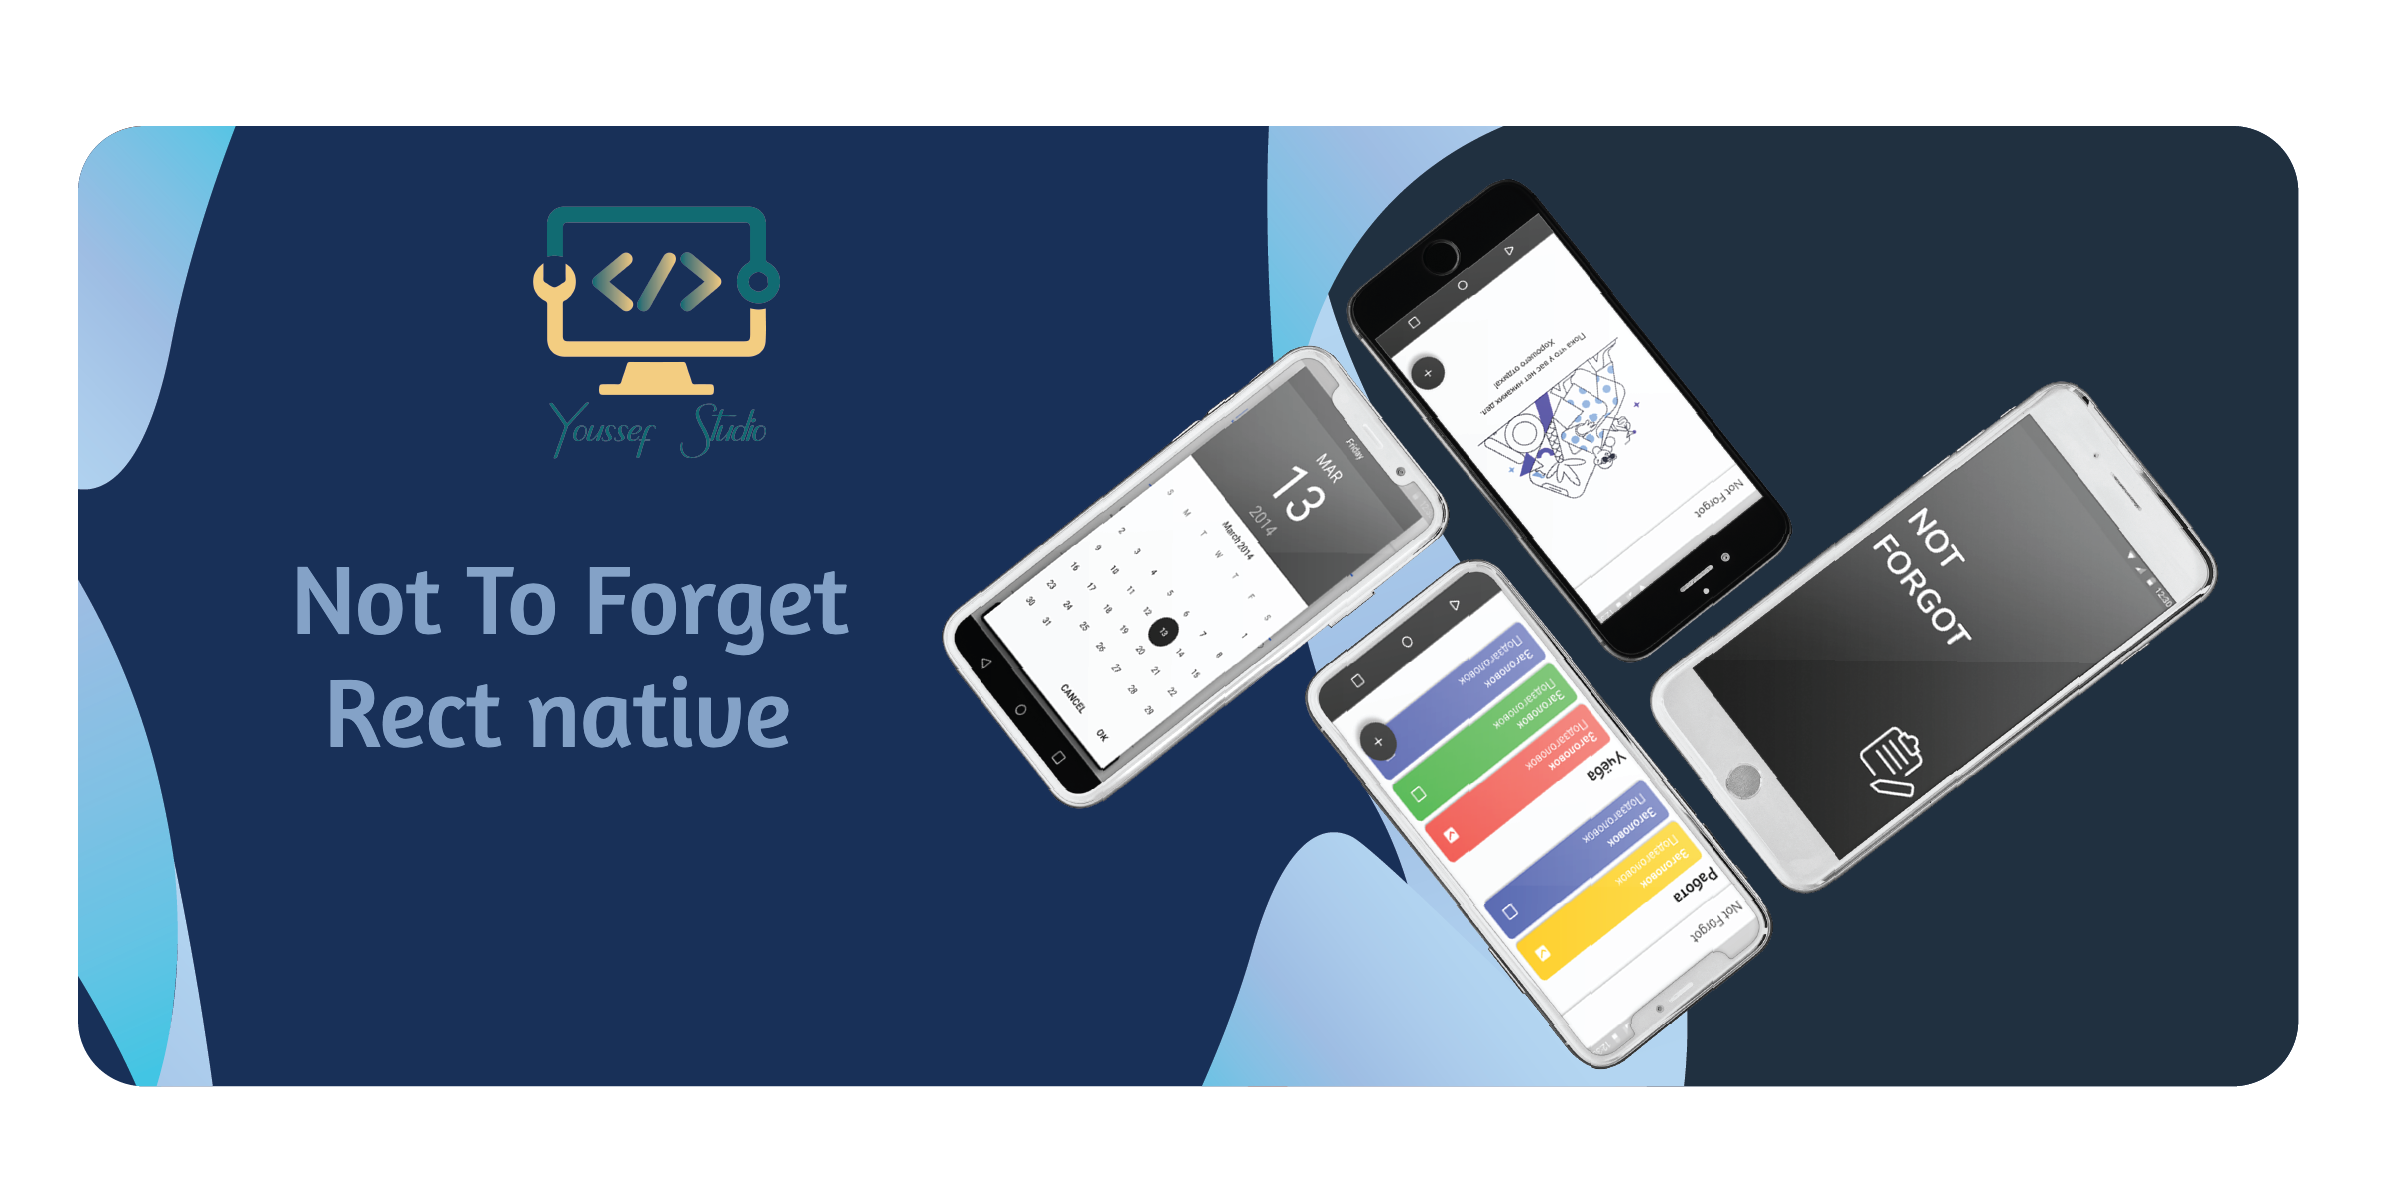 Youssef Studio
Not To Forget
Rect native
Friday
MAR
13
2014
March 2014
S M T W T F S
1
2 3 4 5 6 7 8
9 10 11 12 13 14 15
16 17 18 19 20 21 22
23 24 25 26 27 28 29
30 31
CANCEL OK
Not Forgot
Пока что у вас нет никаких дел.
Хорошего отдыха!
+
Not Forgot
Работа
Заголовок
Подзаголовок
Заголовок
Подзаголовок
Учёба
Заголовок
Подзаголовок
Заголовок
Подзаголовок
Заголовок
Подзаголовок
+
12:30
NOT
FORGOT